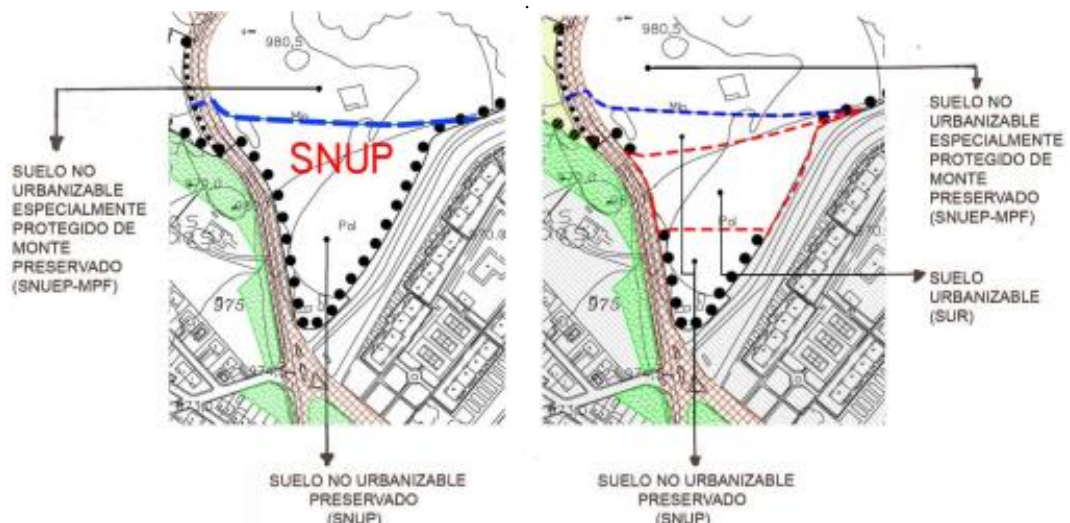 980,5
SNUP
Pol
975
SUELO NO
URBANIZABLE
ESPECIALMENTE
PROTEGIDO DE
MONTE
PRESERVADO
(SNUEP-MPF)
SUELO NO URBANIZABLE
PRESERVADO
(SNUP)
980,5
Pol
975
SUELO NO
URBANIZABLE
ESPECIALMENTE
PROTEGIDO DE
MONTE
PRESERVADO
(SNUEP-MPF)
SUELO
URBANIZABLE
(SUR)
SUELO NO URBANIZABLE
PRESERVADO
(SNUP)